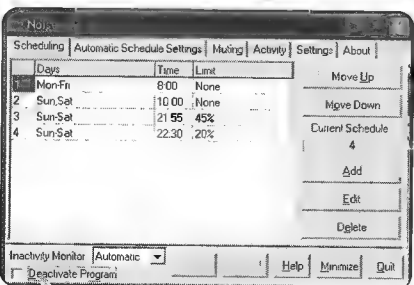 Noise
Scheduling Automatic Schedule Settings Muting Activity Settings About
Days Time Limit
1 Mon-Fri 8:00 None
2 Sun,Sat 10:00 None
3 Sun-Sat 21:55 45%
4 Sun-Sat 22:30 20%
Move Up
Move Down
Current Schedule
4
Add
Edit
Delete
Inactivity Monitor Automatic
Deactivate Program
Help Minimize Quit